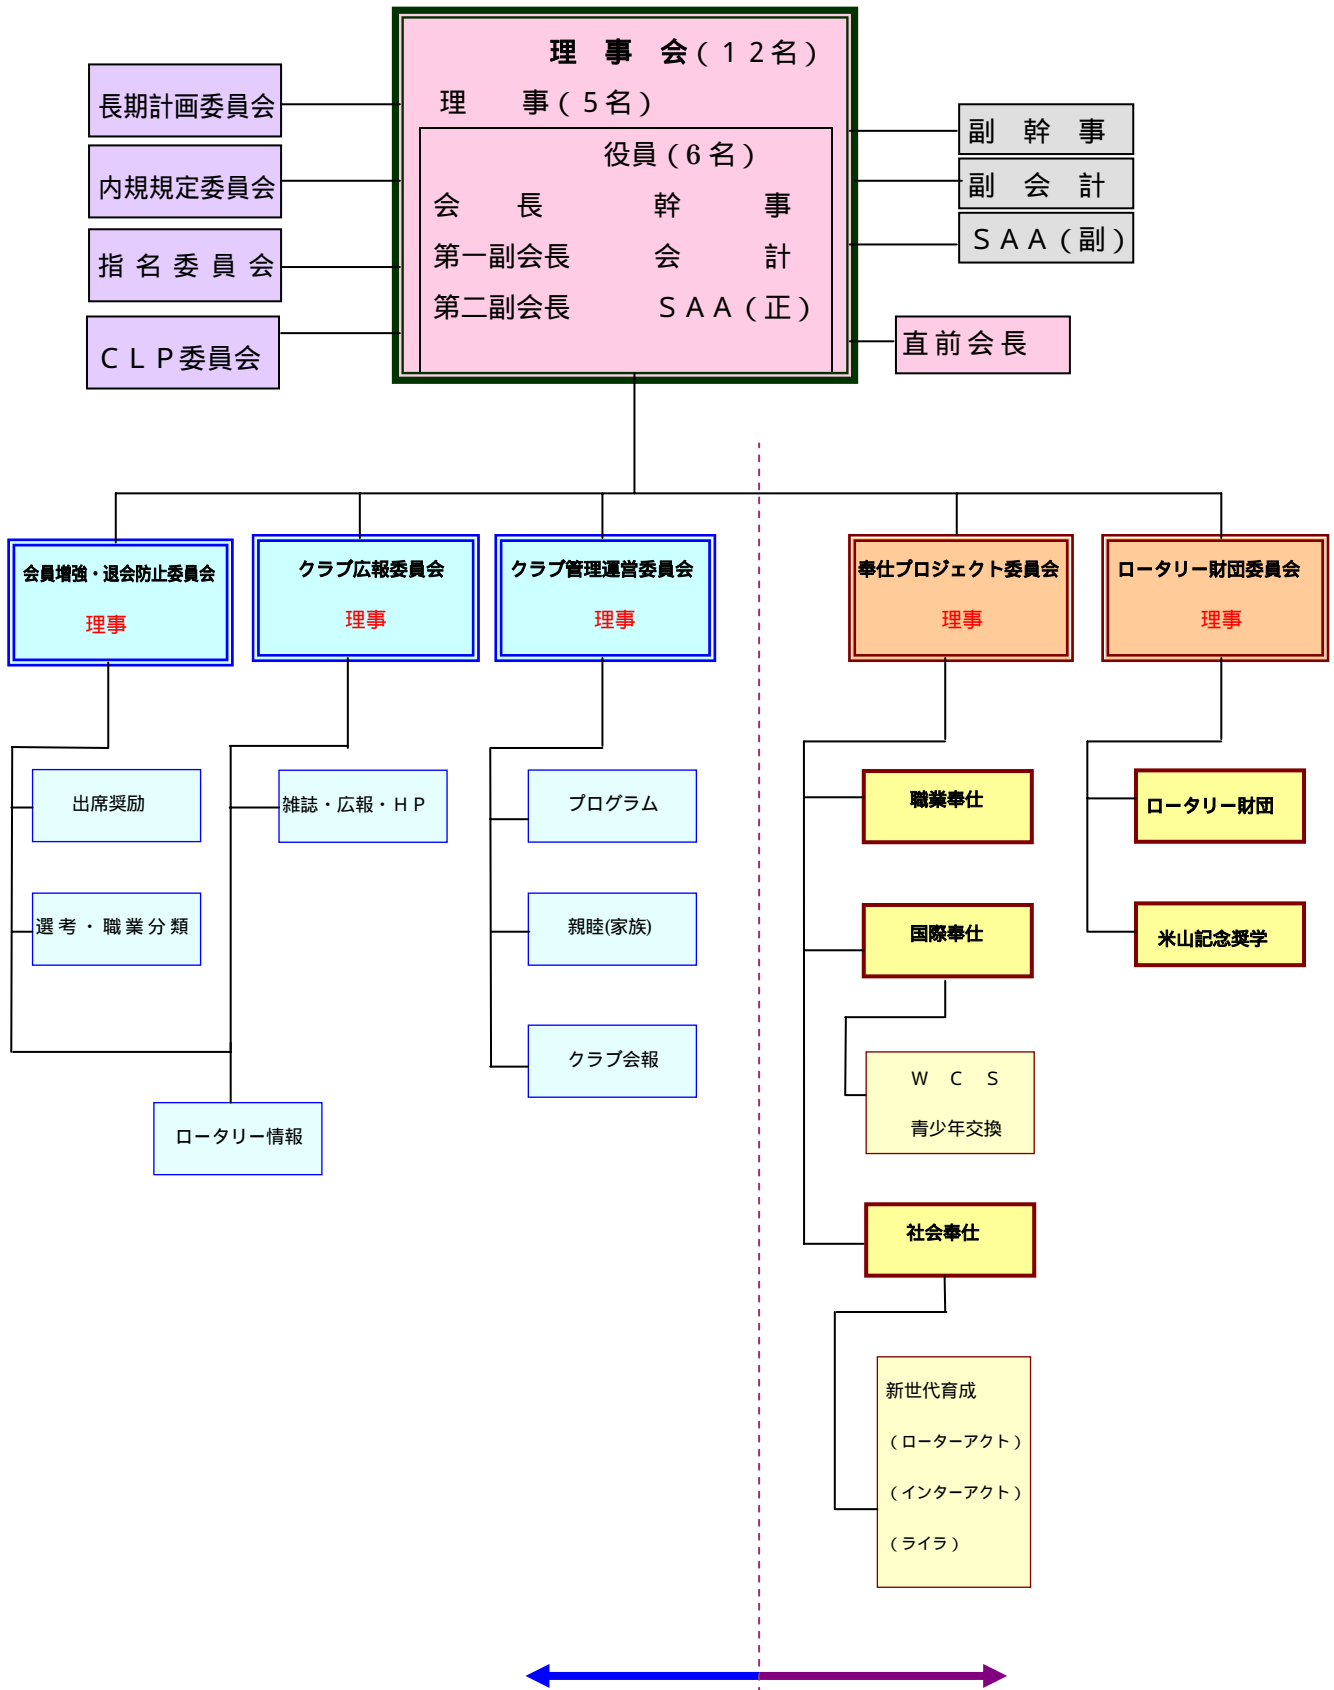 理 事 会（１２名）
理 事（５名）
役員（６名）
会 長 幹 事
第一副会長 会 計
第二副会長 ＳＡＡ（正）
長期計画委員会
内規規定委員会
指名委員会
ＣＬＰ委員会
副 幹 事
副 会 計
ＳＡＡ（副）
直前会長
会員増強・退会防止委員会
理事
クラブ広報委員会
理事
クラブ管理運営委員会
理事
奉仕プロジェクト委員会
理事
ロータリー財団委員会
理事
出席奨励
選考・職業分類
雑誌・広報・ＨＰ
ロータリー情報
プログラム
親睦(家族)
クラブ会報
職業奉仕
国際奉仕
Ｗ Ｃ Ｓ
青少年交換
社会奉仕
新世代育成
（ローターアクト）
（インターアクト）
（ライラ）
ロータリー財団
米山記念奨学